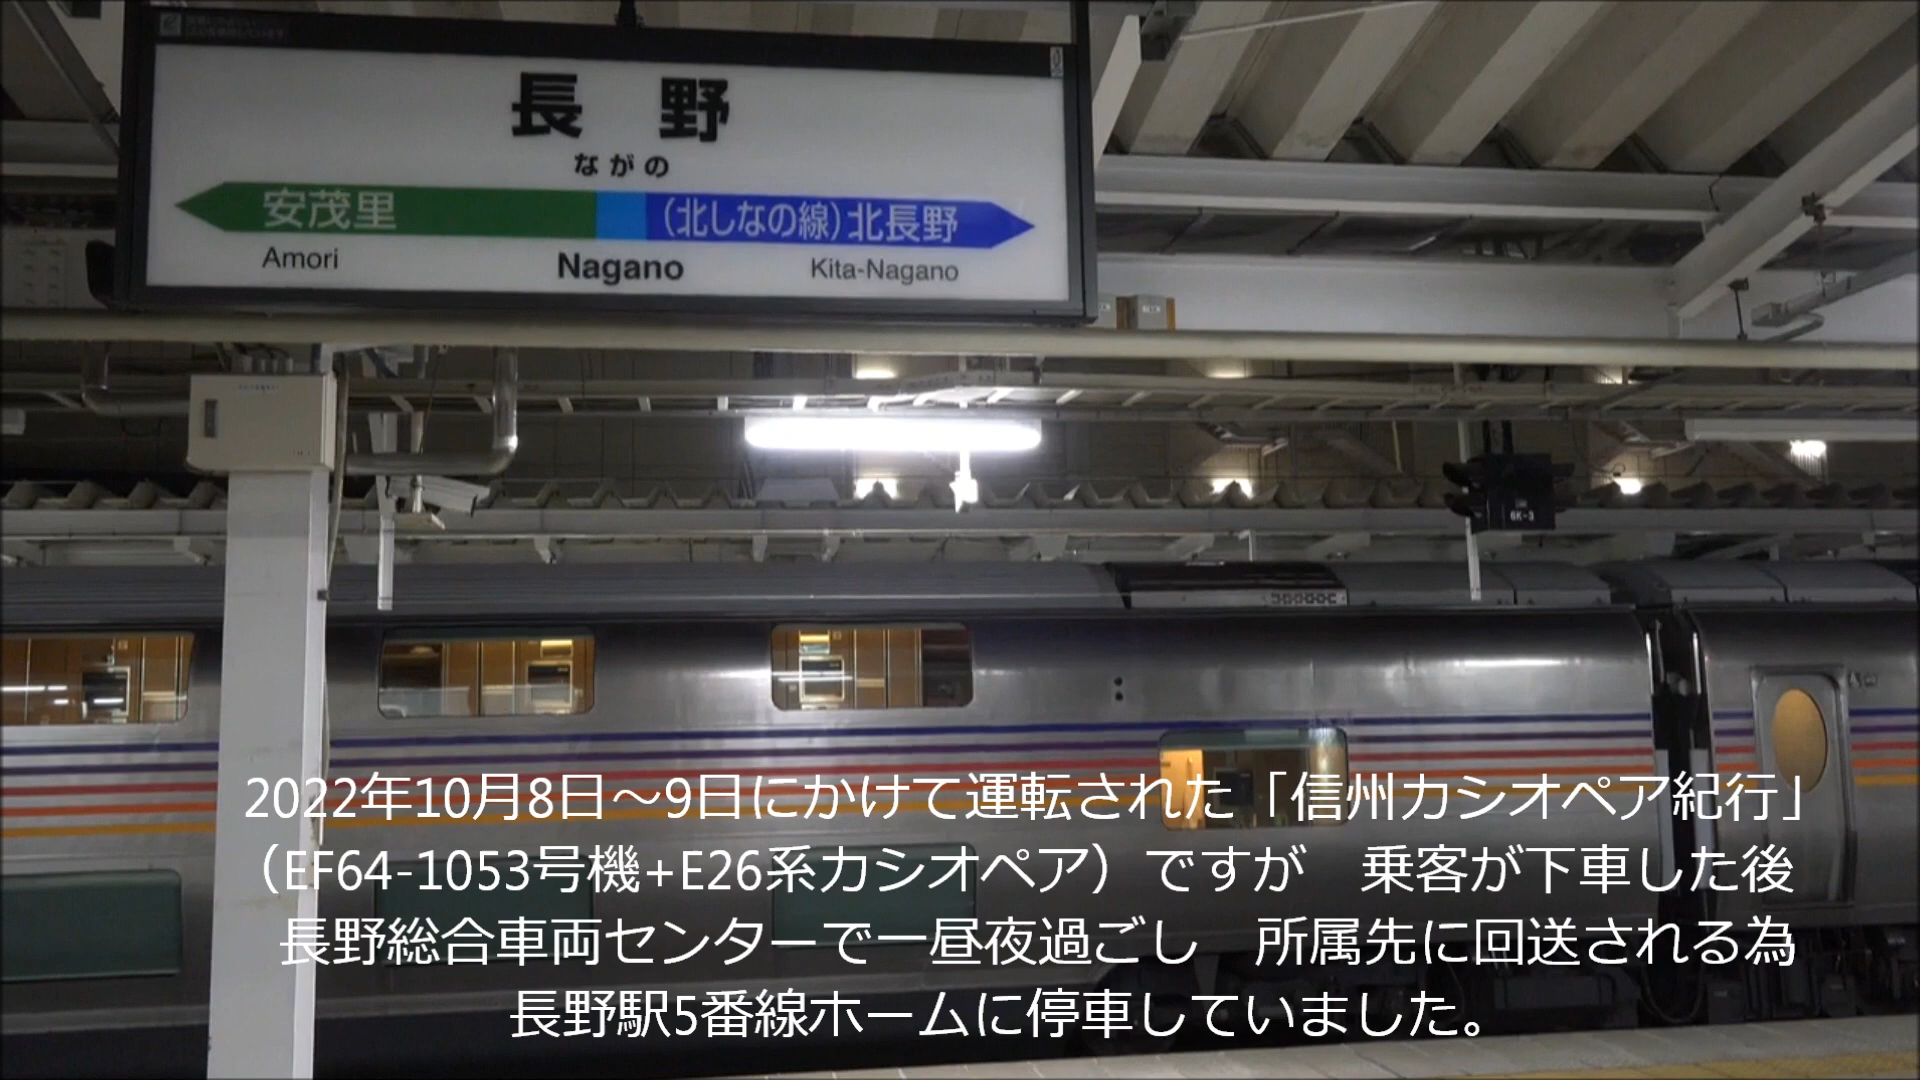 長野
ながの
安茂里
(北しなの線)北長野
Amori
Nagano
Kita-Nagano
6K-3
2022年10月8日～9日にかけて運転された「信州カシオペア紀行」
（EF64-1053号機+E26系カシオペア）ですが　乗客が下車した後
長野総合車両センターで一昼夜過ごし　所属先に回送される為
長野駅5番線ホームに停車していました。